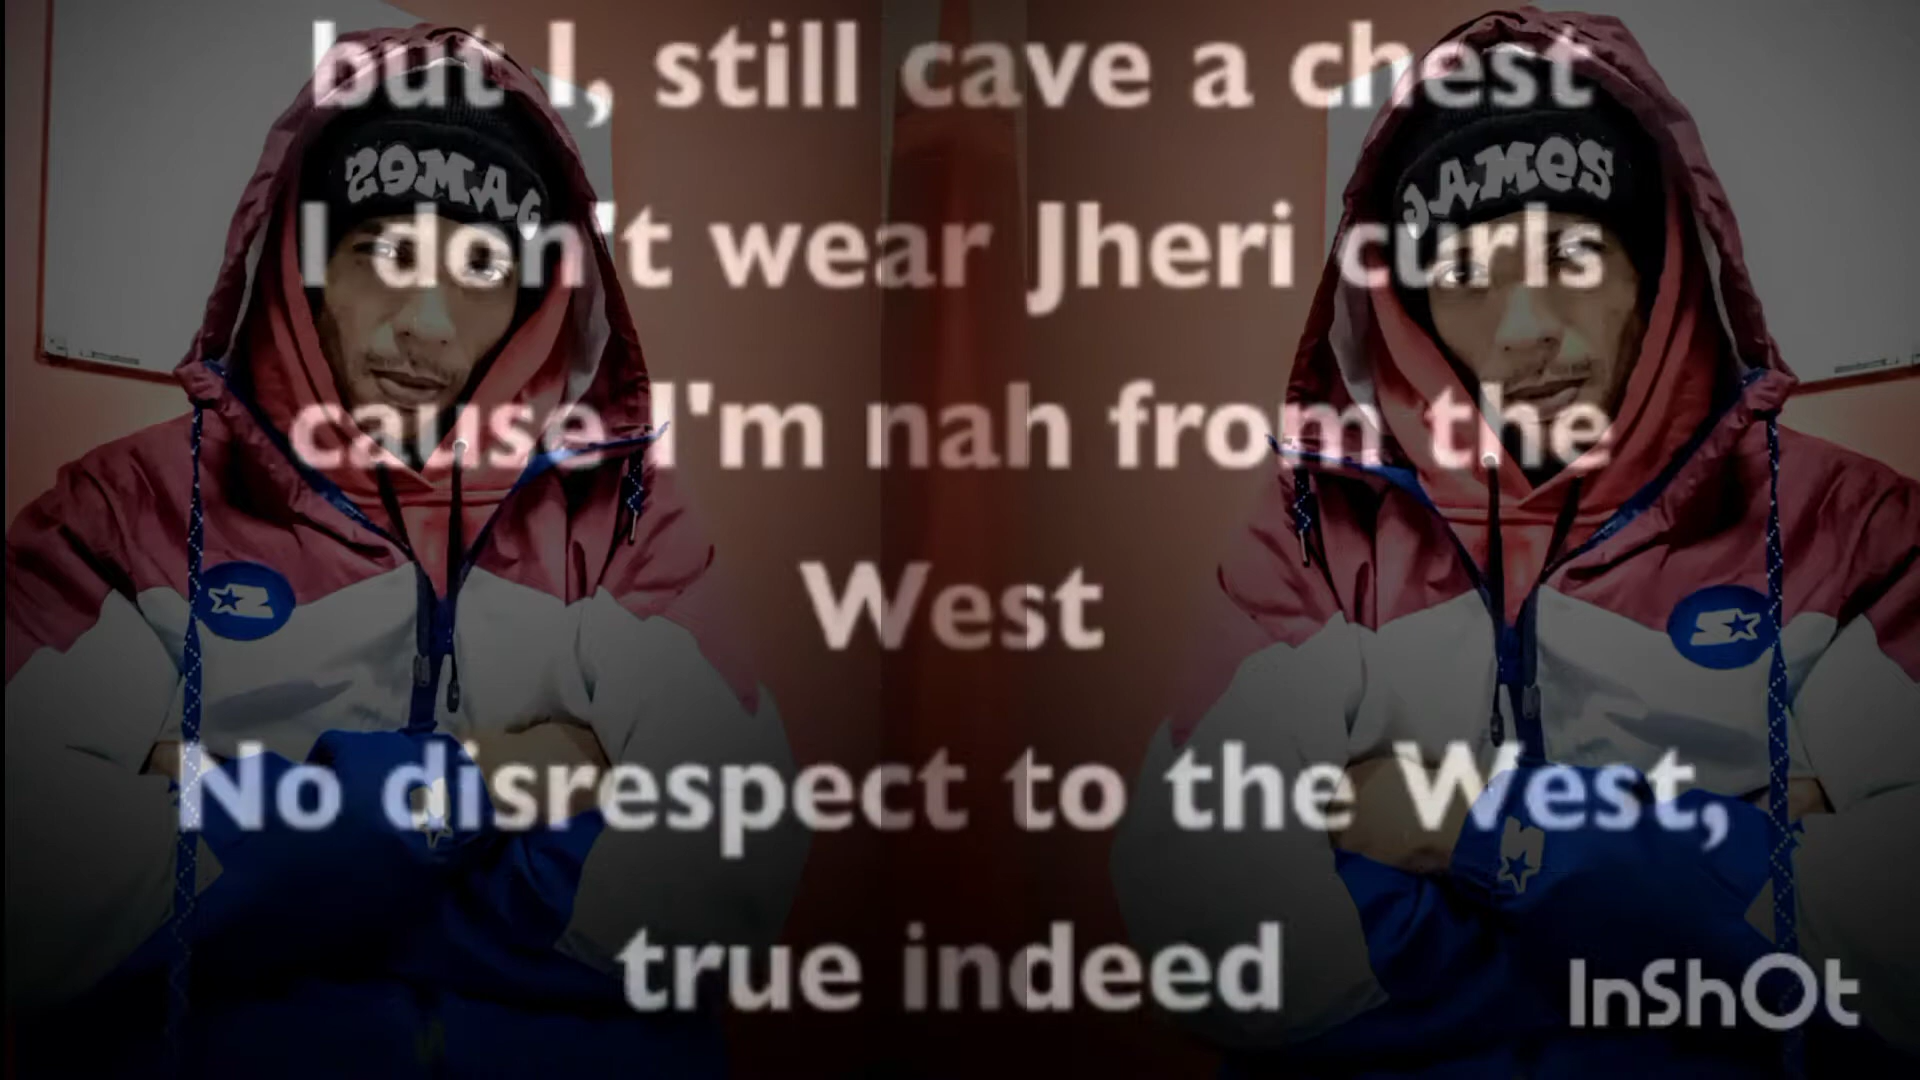 but I, still cave a chest
JAMES
I don't wear Jheri curls
cause I'm nah from the
West
No disrespect to the West,
true indeed
InShOt